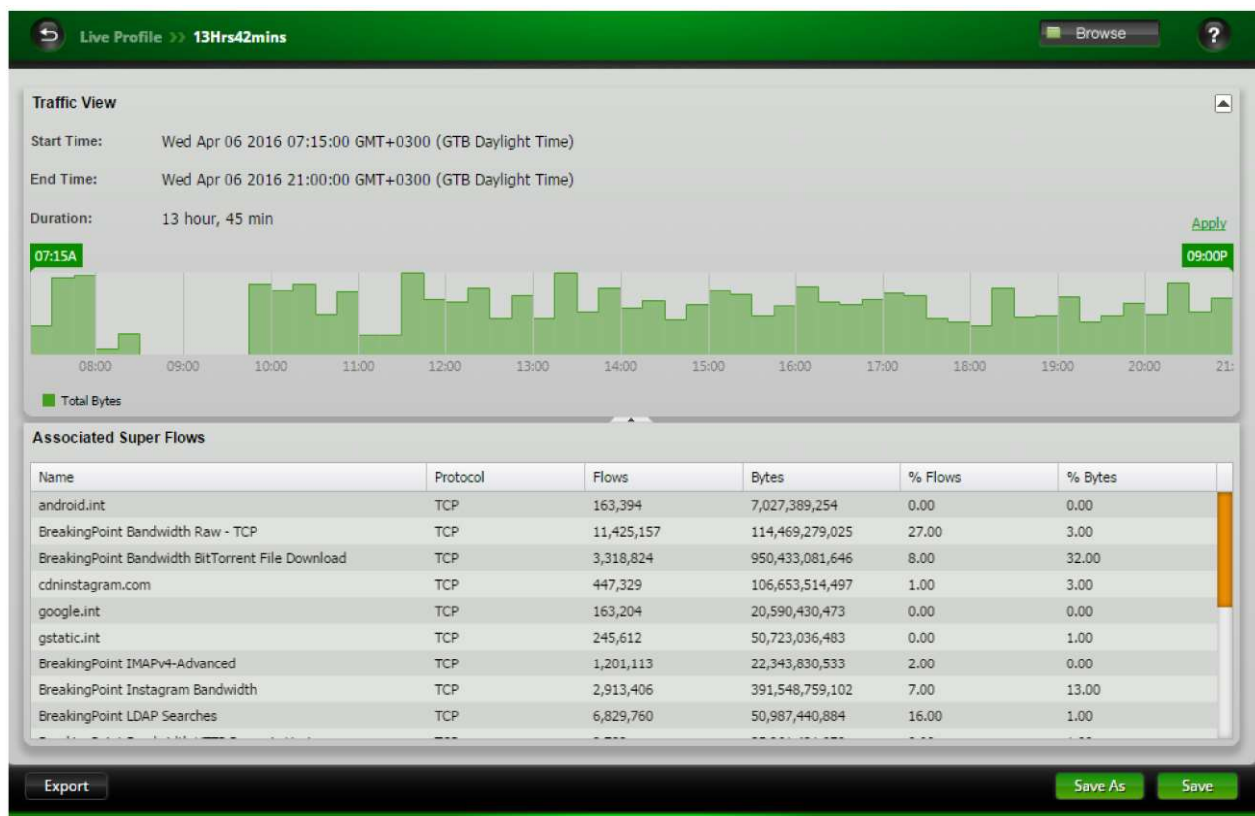 Live Profile >> 13Hrs42mins
Browse
?
Traffic View
Start Time: Wed Apr 06 2016 07:15:00 GMT+0300 (GTB Daylight Time)
End Time: Wed Apr 06 2016 21:00:00 GMT+0300 (GTB Daylight Time)
Duration: 13 hour, 45 min
Apply
07:15A 09:00P
08:00 09:00 10:00 11:00 12:00 13:00 14:00 15:00 16:00 17:00 18:00 19:00 20:00 21:
Total Bytes
Associated Super Flows
Name Protocol Flows Bytes % Flows % Bytes
android.int TCP 163,394 7,027,389,254 0.00 0.00
BreakingPoint Bandwidth Raw - TCP TCP 11,425,157 114,469,279,025 27.00 3.00
BreakingPoint Bandwidth BitTorrent File Download TCP 3,318,824 950,433,081,646 8.00 32.00
cdninstagram.com TCP 447,329 106,653,514,497 1.00 3.00
google.int TCP 163,204 20,590,430,473 0.00 0.00
gstatic.int TCP 245,612 50,723,036,483 0.00 1.00
BreakingPoint IMAPv4-Advanced TCP 1,201,113 22,343,830,533 2.00 0.00
BreakingPoint Instagram Bandwidth TCP 2,913,406 391,548,759,102 7.00 13.00
BreakingPoint LDAP Searches TCP 6,829,760 50,987,440,884 16.00 1.00
Export
Save As
Save